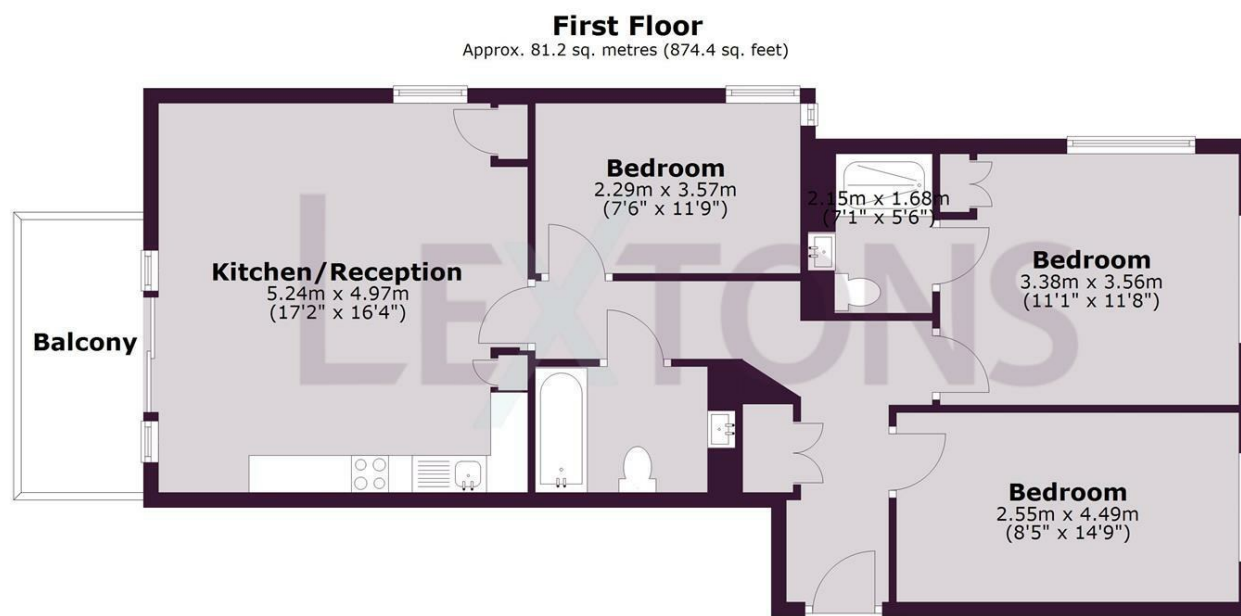 First Floor
Approx. 81.2 sq. metres (874.4 sq. feet)
Bedroom
2.29m x 3.57m
(7'6" x 11'9")
2.15m x 1.68m
(7'1" x 5'6")
Kitchen/Reception
5.24m x 4.97m
(17'2" x 16'4")
Bedroom
3.38m x 3.56m
(11'1" x 11'8")
Balcony
LEXTONS
Bedroom
2.55m x 4.49m
(8'5" x 14'9")